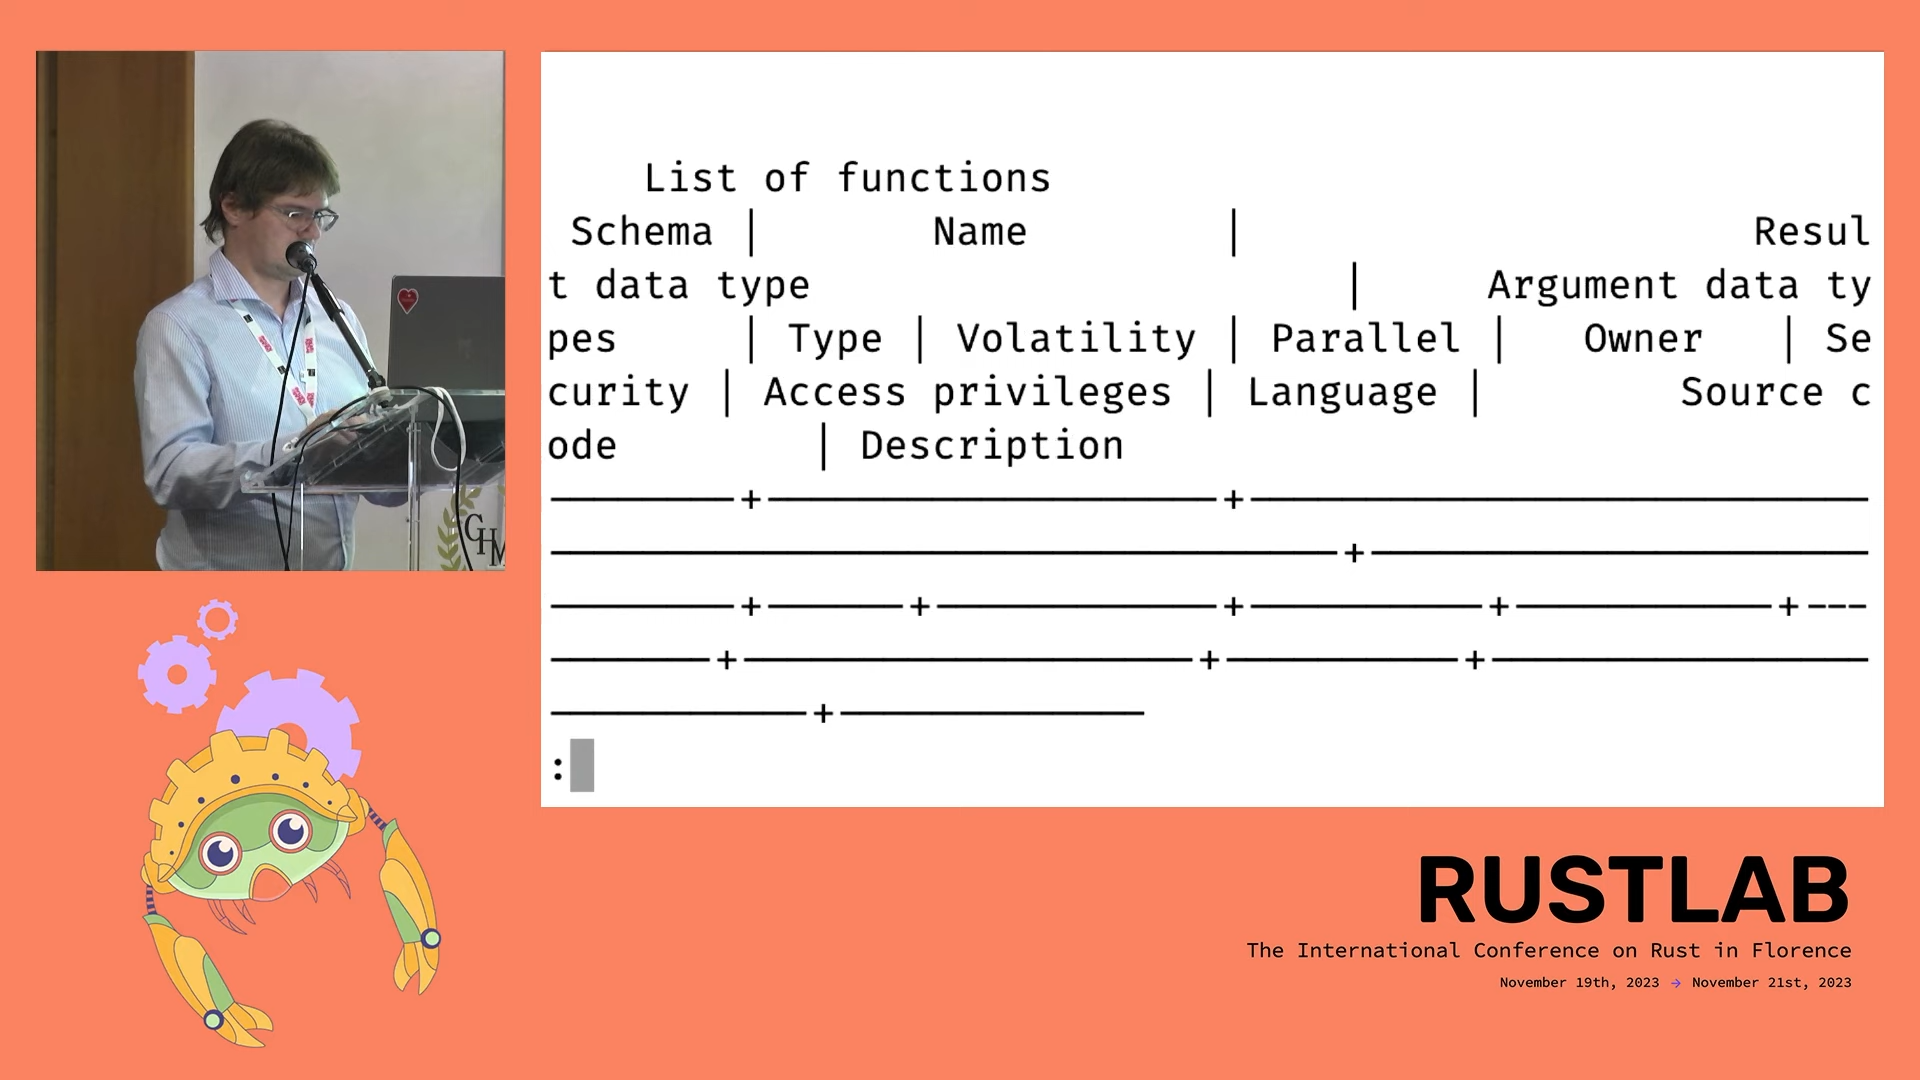 List of functions
Schema | Name | Resul
t data type | Argument data ty
pes | Type | Volatility | Parallel | Owner | Se
curity | Access privileges | Language | Source c
ode | Description
:
GHM
RUSTLAB
The International Conference on Rust in Florence
November 19th, 2023 → November 21st, 2023